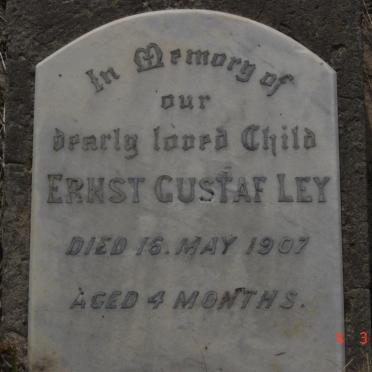 In Memory of
our
dearly loved Child
ERNST GUSTAF LEY
DIED 16. MAY 1907
AGED 4 MONTHS.